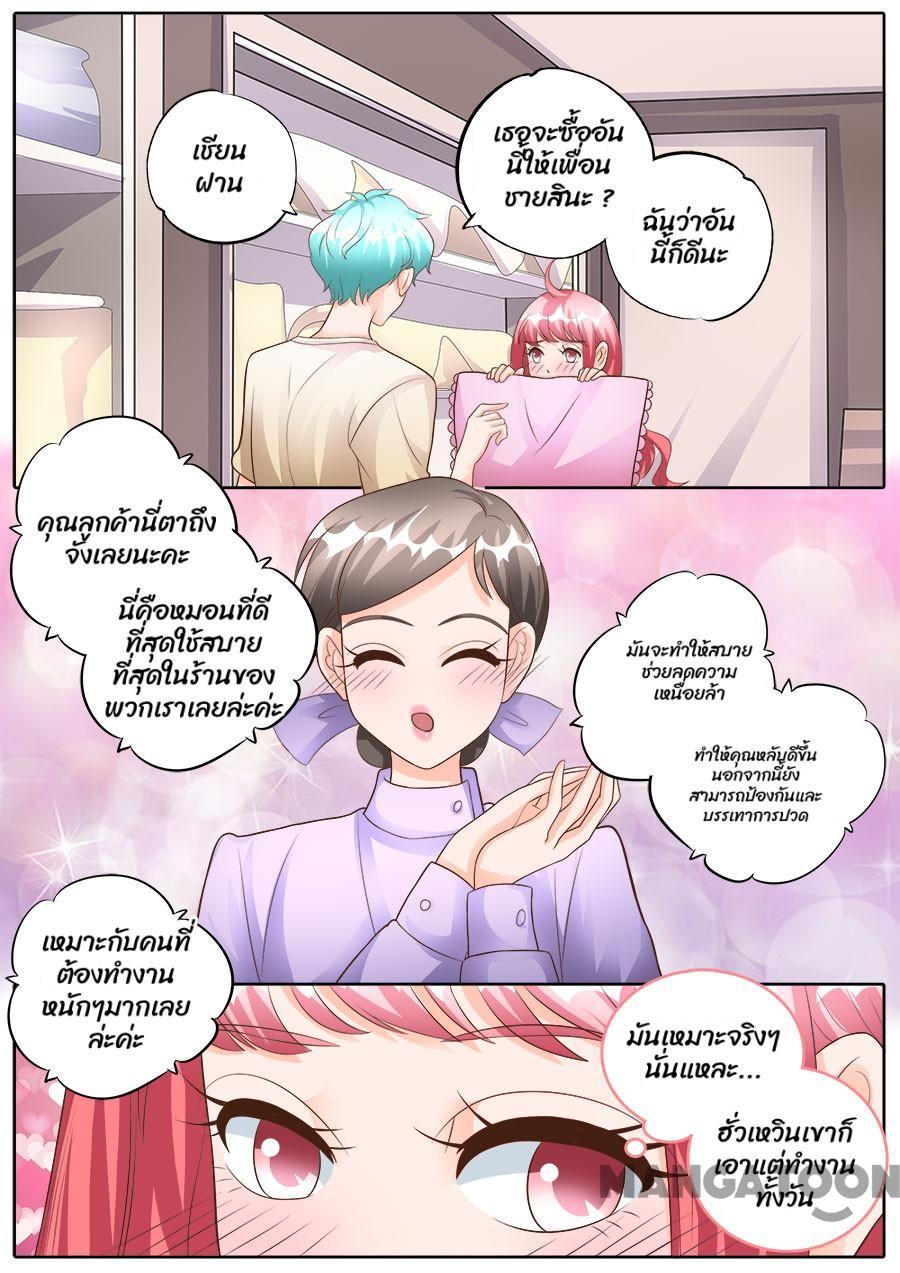 เชียน
ฝาน
เธอจะซื้ออัน
นี้ให้เพื่อน
ชายสินะ ?
ฉันว่าอัน
นี้ก็ดีนะ
คุณลูกค้านี่ตาถึง
จังเลยนะคะ
นี่คือหมอนที่ดี
ที่สุดใช้สบาย
ที่สุดในร้านของ
พวกเราเลยล่ะค่ะ
มันจะทำให้สบาย
ช่วยลดความ
เหนื่อยล้า
ทำให้คุณหลับดีขึ้น
นอกจากนี้ยัง
สามารถป้องกันและ
บรรเทาการปวด
เหมาะกับคนที่
ต้องทำงาน
หนักๆมากเลย
ล่ะค่ะ
มันเหมาะจริงๆ
นั่นแหละ...
ฮั่วเหวินเขาก็
เอาแต่ทำงาน
ทั้งวัน
MANGATOON